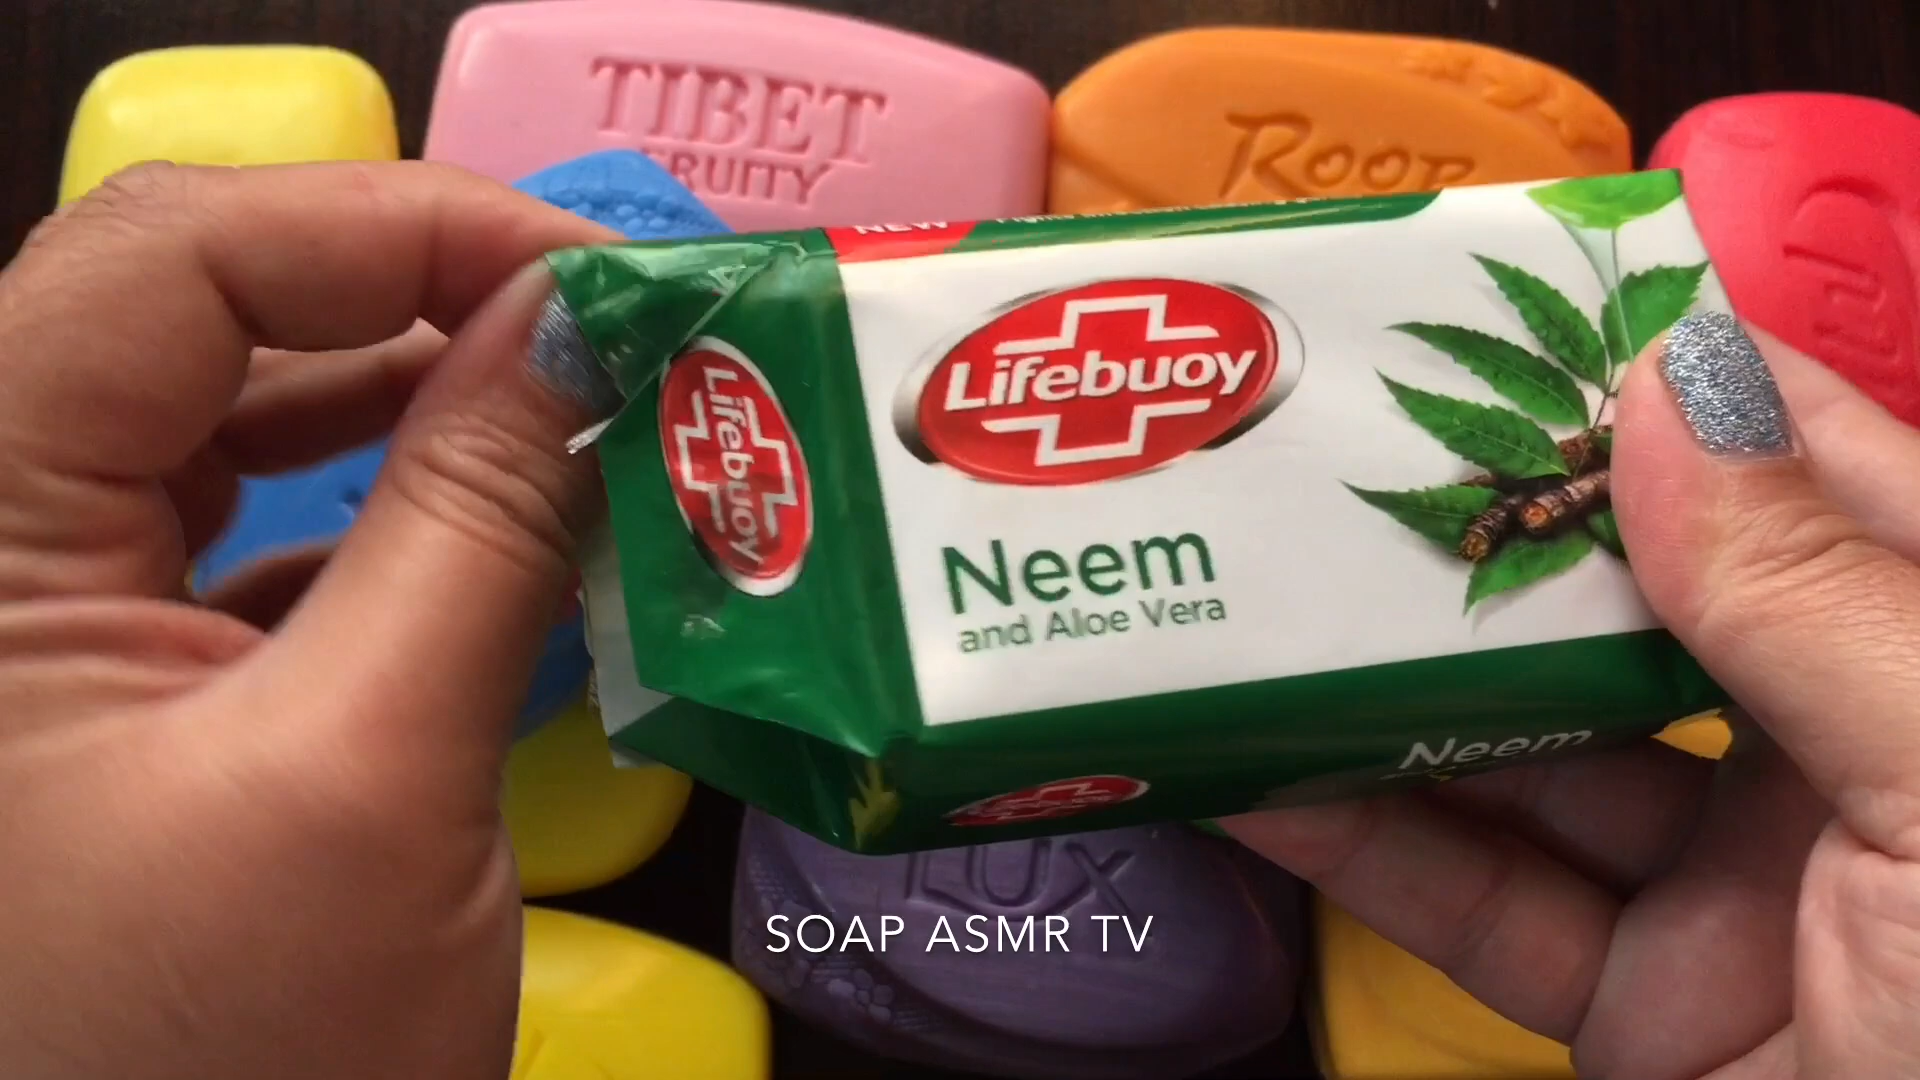 TIBET
FRUITY
ROOP
NEW
Lifebuoy
Lifebuoy
Neem
and Aloe Vera
Neem
LUX
SOAP ASMR TV